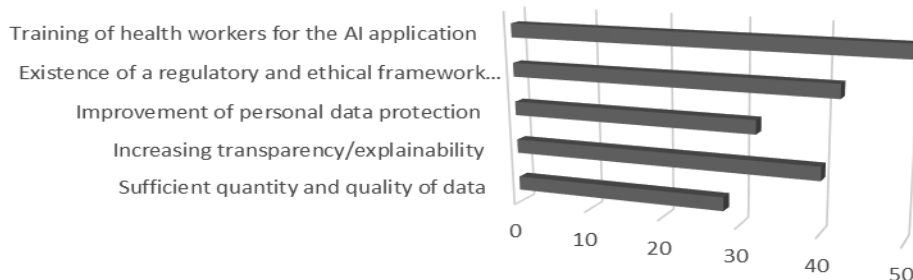 Training of health workers for the AI application
Existence of a regulatory and ethical framework...
Improvement of personal data protection
Increasing transparency/explainability
Sufficient quantity and quality of data
0 10 20 30 40 50